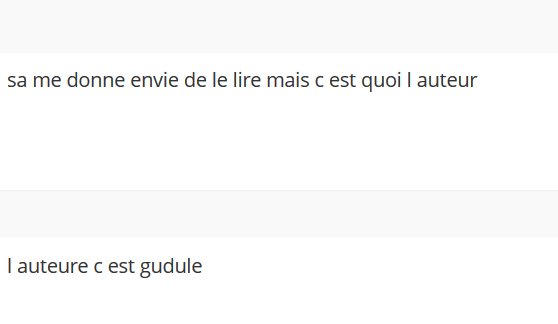 sa me donne envie de le lire mais c est quoi l auteur
l auteure c est gudule